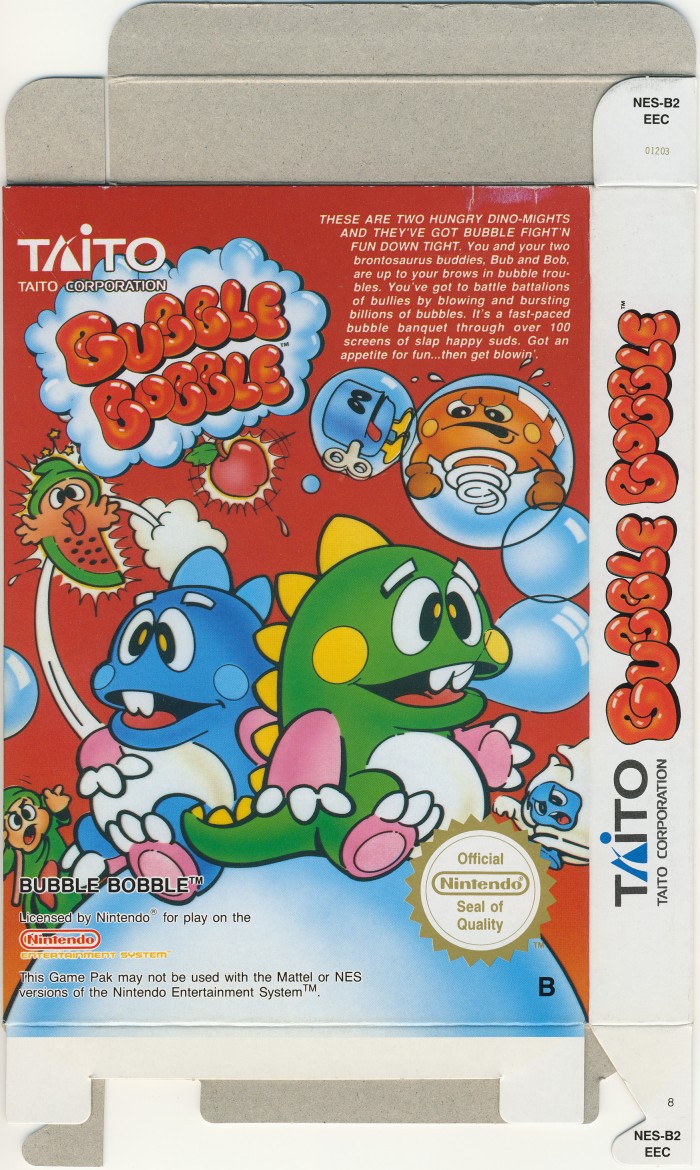 NES-B2
EEC
01203
THESE ARE TWO HUNGRY DINO-MIGHTS
AND THEY'VE GOT BUBBLE FIGHT'N
FUN DOWN TIGHT. You and your two
brontosaurus buddies, Bub and Bob,
are up to your brows in bubble trou-
bles. You've got to battle battalions
of bullies by blowing and bursting
billions of bubbles. It's a fast-paced
bubble banquet through over 100
screens of slap happy suds. Got an
appetite for fun...then get blowin'.
TAITO
TAITO CORPORATION
BUBBLE
BOBBLE™
BUBBLE BOBBLE™
TAITO
TAITO CORPORATION
Official
Nintendo®
Seal of
Quality
TM
BUBBLE BOBBLE™
Licensed by Nintendo® for play on the
Nintendo
ENTERTAINMENT SYSTEM™
This Game Pak may not be used with the Mattel or NES
versions of the Nintendo Entertainment System™.
B
8
NES-B2
EEC